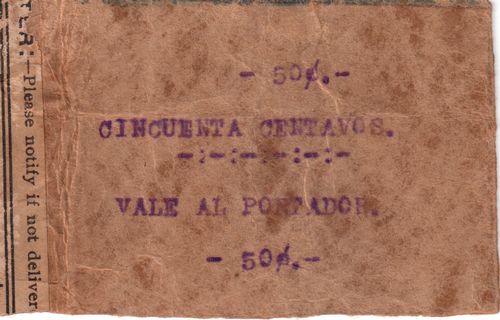 - 50¢.-
CINCUENTA CENTAVOS.
-:-:-.-:-:-
VALE AL PORTADOR.
- 50¢.-
:—Please notify if not deliver